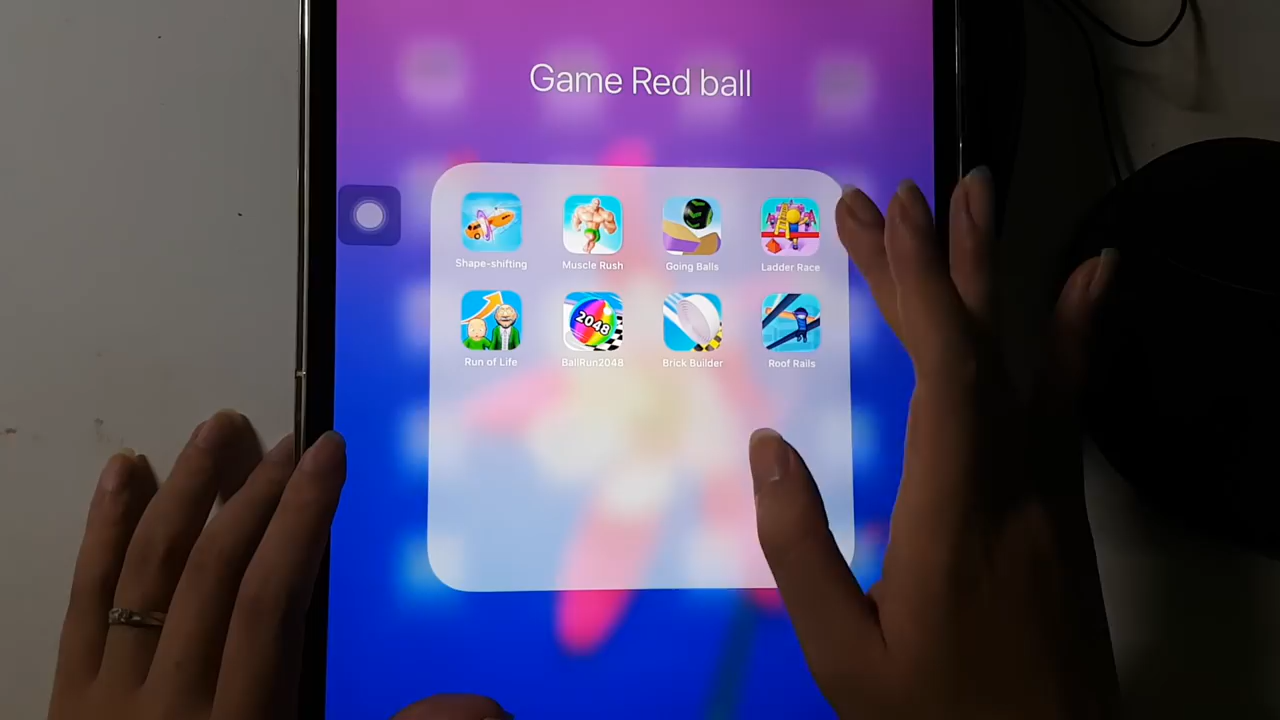 Game Red ball
Shape-shifting
Muscle Rush
Going Balls
Ladder Race
2048
Run of Life
BallRun2048
Brick Builder
Roof Rails